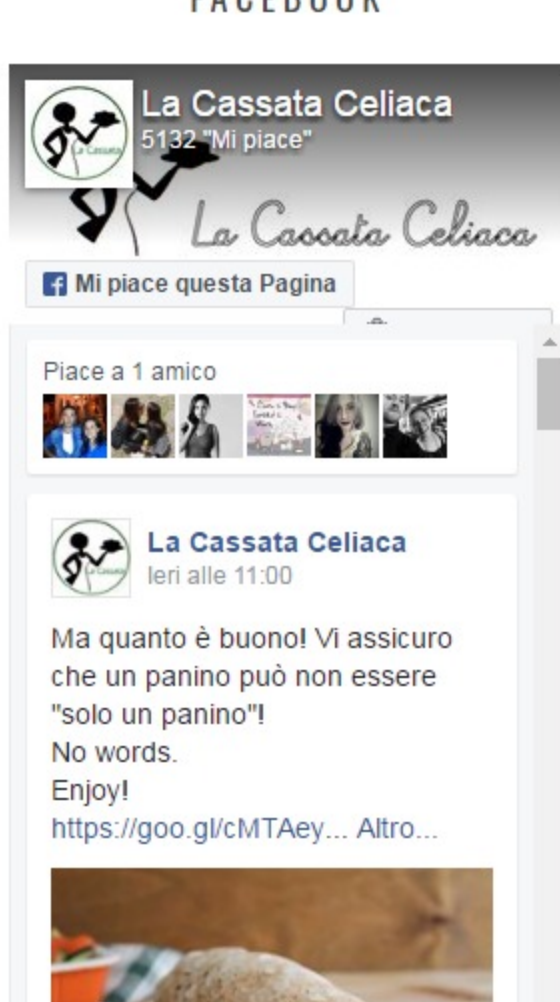 FACEBOOK
La Cassata Celiaca
5132 "Mi piace"
La Cassata Celiaca
Mi piace questa Pagina
Piace a 1 amico
La Cassata Celiaca
Ieri alle 11:00
Ma quanto è buono! Vi assicuro
che un panino può non essere
"solo un panino"!
No words.
Enjoy!
https://goo.gl/cMTAey... Altro...